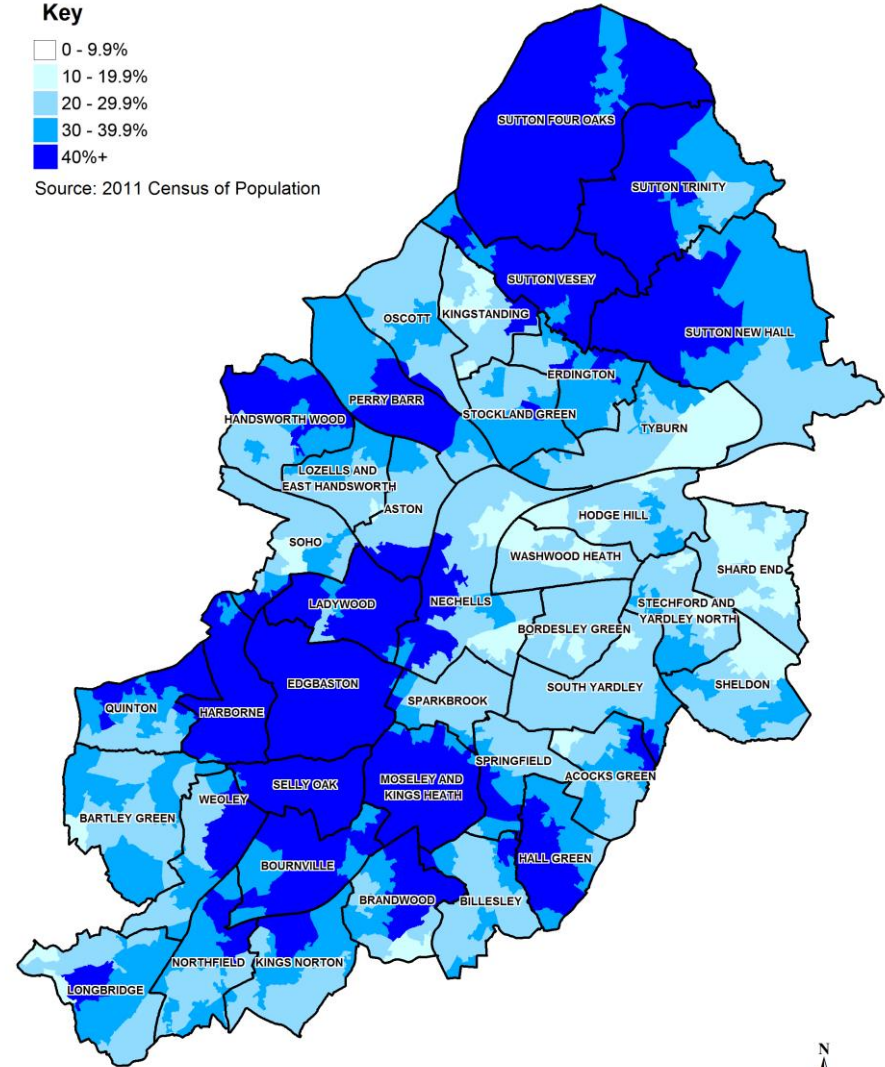 Key
0 - 9.9%
10 - 19.9%
20 - 29.9%
30 - 39.9%
40%+
Source: 2011 Census of Population
SUTTON FOUR OAKS
SUTTON TRINITY
SUTTON VESEY
OSCOTT
KINGSTANDING
SUTTON NEW HALL
ERDINGTON
PERRY BARR
HANDSWORTH WOOD
STOCKLAND GREEN
TYBURN
LOZELLS AND
EAST HANDSWORTH
ASTON
HODGE HILL
SOHO
WASHWOOD HEATH
SHARD END
LADYWOOD
NECHELLS
STECHFORD AND
YARDLEY NORTH
BORDESLEY GREEN
EDGBASTON
SPARKBROOK
SOUTH YARDLEY
SHELDON
QUINTON
HARBORNE
SPRINGFIELD
ACOCKS GREEN
SELLY OAK
MOSELEY AND
KINGS HEATH
WEOLEY
BARTLEY GREEN
BOURNVILLE
HALL GREEN
BRANDWOOD
BILLESLEY
NORTHFIELD
KINGS NORTON
LONGBRIDGE
N